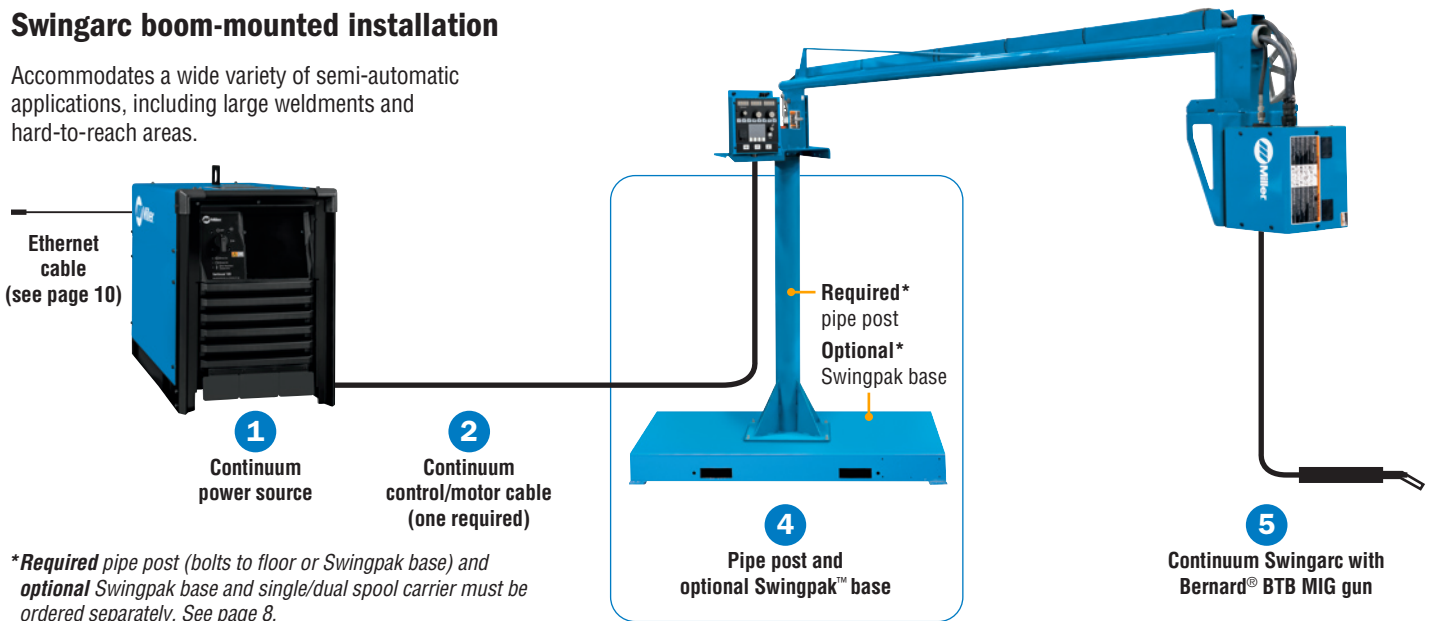 Swingarc boom-mounted installation
Accommodates a wide variety of semi-automatic
applications, including large weldments and
hard-to-reach areas.
Miller
Miller
Miller
Ethernet
cable
(see page 10)
Required*
pipe post
Optional*
Swingpak base
1
Continuum
power source
2
Continuum
control/motor cable
(one required)
4
Pipe post and
optional Swingpak™ base
5
Continuum Swingarc with
Bernard® BTB MIG gun
*Required pipe post (bolts to floor or Swingpak base) and
optional Swingpak base and single/dual spool carrier must be
ordered separately. See page 8.